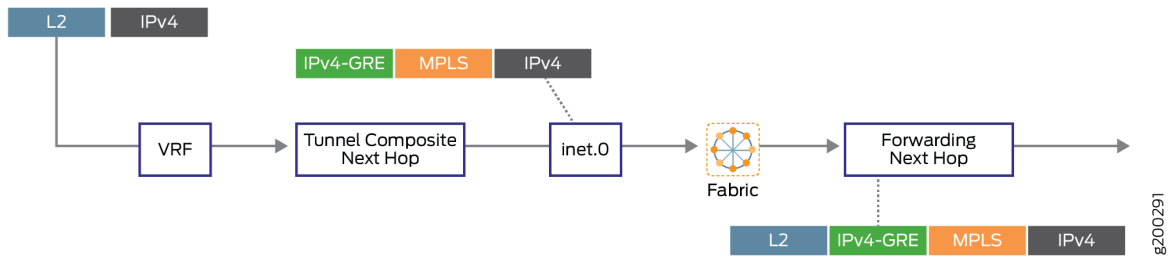 L2 IPv4
IPv4-GRE MPLS IPv4
VRF
Tunnel Composite
Next Hop
inet.0
Fabric
Forwarding
Next Hop
L2 IPv4-GRE MPLS IPv4
g200291